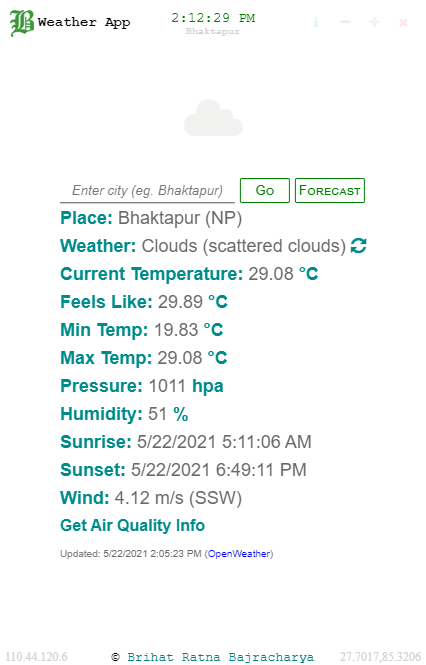 B Weather App
2:12:29 PM
Bhaktapur
Enter city (eg. Bhaktapur) Go Forecast
Place: Bhaktapur (NP)
Weather: Clouds (scattered clouds)
Current Temperature: 29.08 °C
Feels Like: 29.89 °C
Min Temp: 19.83 °C
Max Temp: 29.08 °C
Pressure: 1011 hpa
Humidity: 51 %
Sunrise: 5/22/2021 5:11:06 AM
Sunset: 5/22/2021 6:49:11 PM
Wind: 4.12 m/s (SSW)
Get Air Quality Info
Updated: 5/22/2021 2:05:23 PM (OpenWeather)
110.44.120.6 © Brihat Ratna Bajracharya 27.7017,85.3206